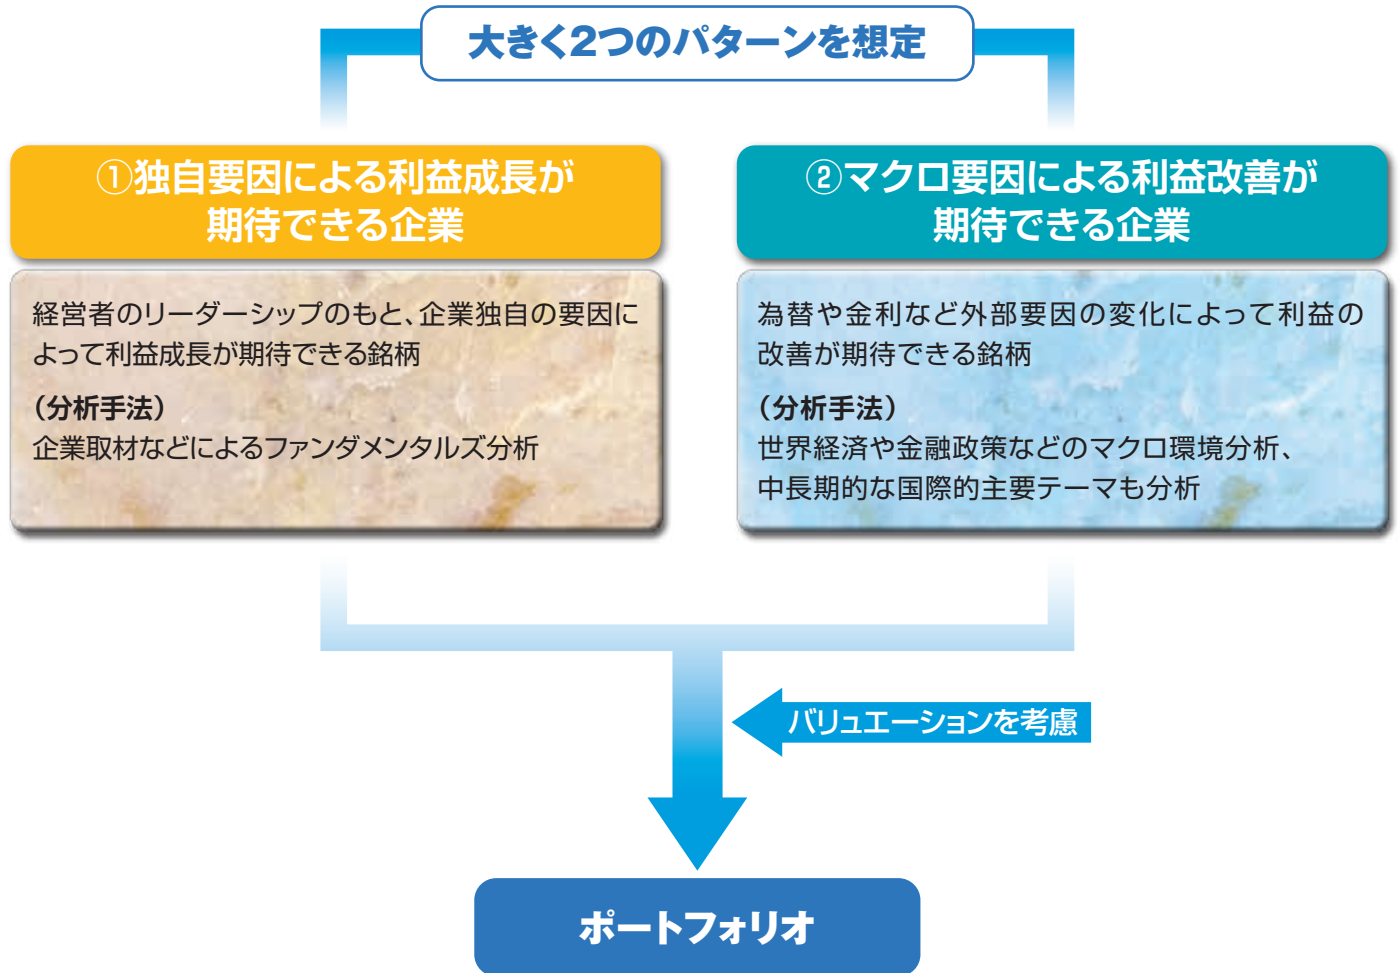 大きく2つのパターンを想定
①独自要因による利益成長が
期待できる企業
経営者のリーダーシップのもと、企業独自の要因に
よって利益成長が期待できる銘柄
（分析手法）
企業取材などによるファンダメンタルズ分析
②マクロ要因による利益改善が
期待できる企業
為替や金利など外部要因の変化によって利益の
改善が期待できる銘柄
（分析手法）
世界経済や金融政策などのマクロ環境分析、
中長期的な国際的主要テーマも分析
バリュエーションを考慮
ポートフォリオ